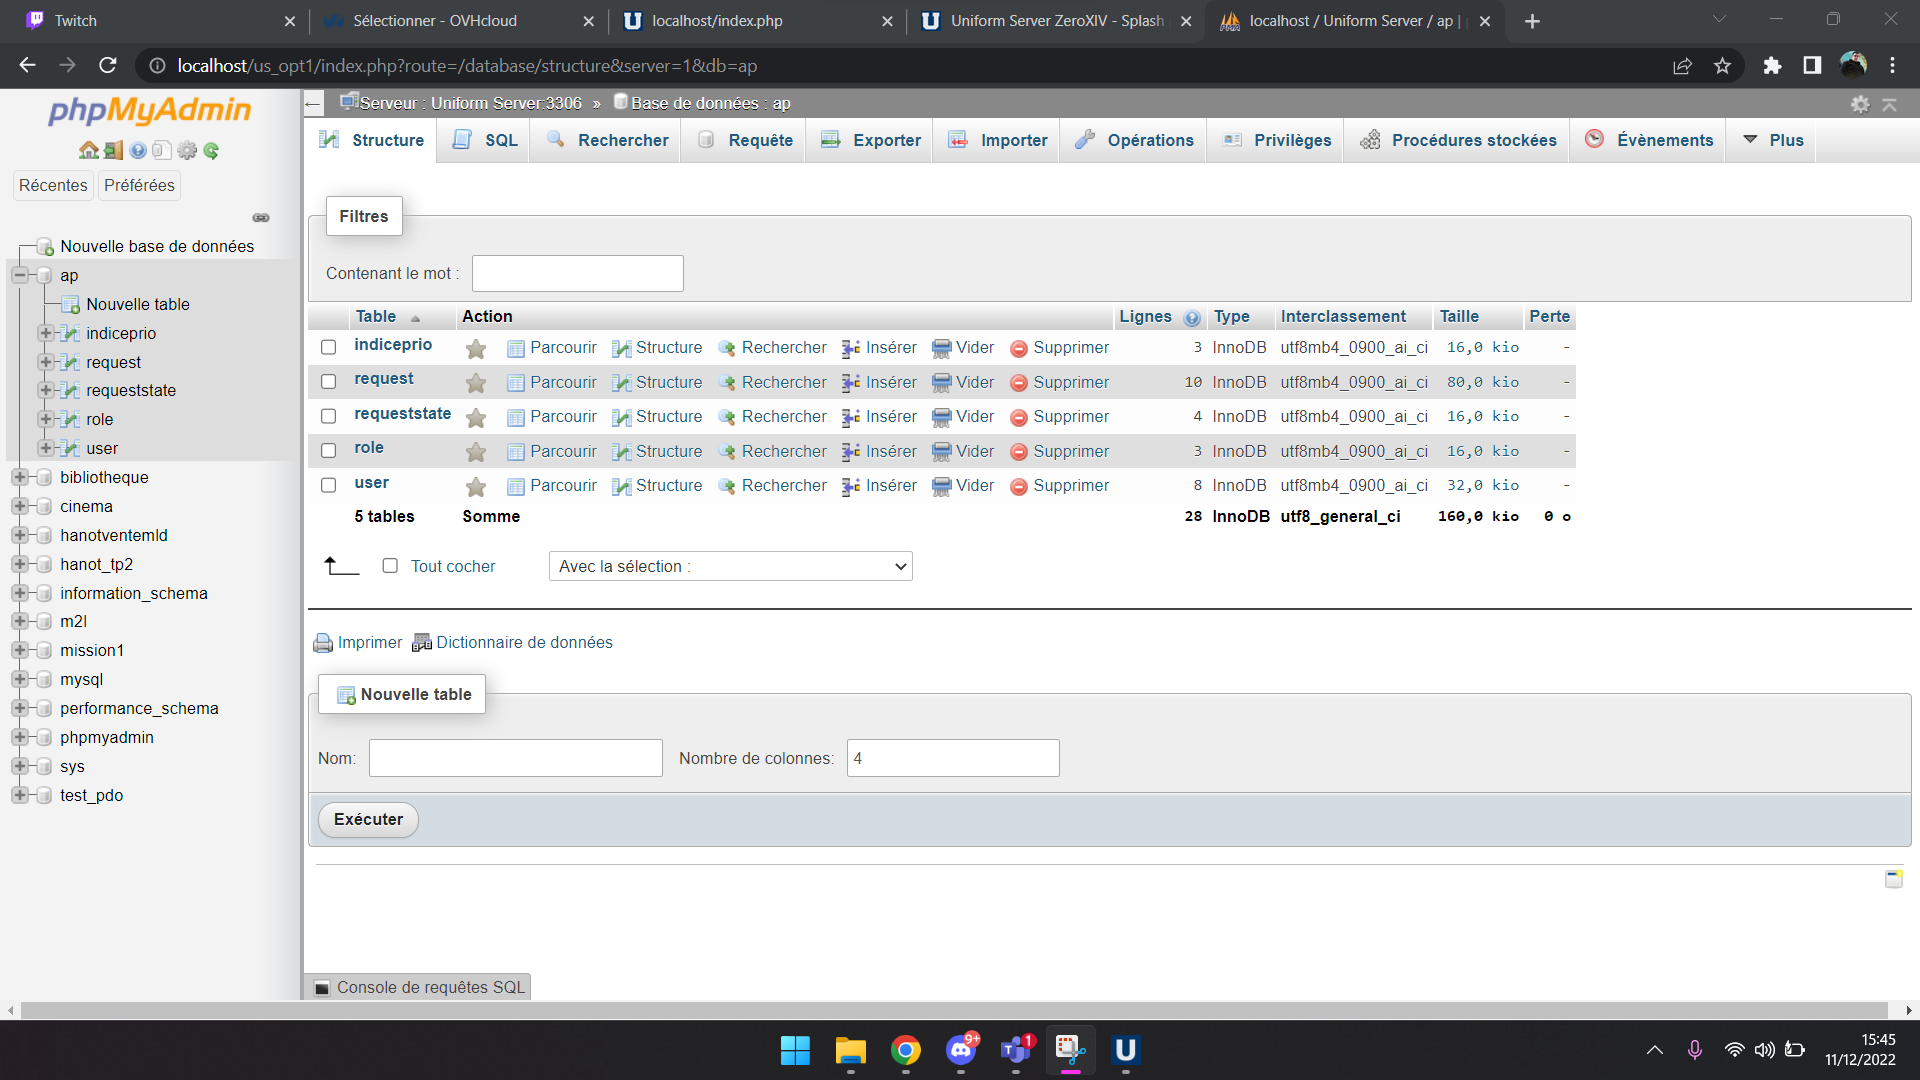 Twitch
Sélectionner - OVHcloud
localhost/index.php
Uniform Server ZeroXIV - Splash
localhost / Uniform Server / ap |
localhost/us_opt1/index.php?route=/database/structure&server=1&db=ap
phpMyAdmin
Récentes
Préférées
Nouvelle base de données
ap
Nouvelle table
indiceprio
request
requeststate
role
user
bibliotheque
cinema
hanotventemld
hanot_tp2
information_schema
m2l
mission1
mysql
performance_schema
phpmyadmin
sys
test_pdo
Serveur : Uniform Server:3306 » Base de données : ap
Structure SQL Rechercher Requête Exporter Importer Opérations Privilèges Procédures stockées Évènements Plus
Filtres
Contenant le mot :
Table Action Lignes Type Interclassement Taille Perte
indiceprio Parcourir Structure Rechercher Insérer Vider Supprimer 3 InnoDB utf8mb4_0900_ai_ci 16,0 kio -
request Parcourir Structure Rechercher Insérer Vider Supprimer 10 InnoDB utf8mb4_0900_ai_ci 80,0 kio -
requeststate Parcourir Structure Rechercher Insérer Vider Supprimer 4 InnoDB utf8mb4_0900_ai_ci 16,0 kio -
role Parcourir Structure Rechercher Insérer Vider Supprimer 3 InnoDB utf8mb4_0900_ai_ci 16,0 kio -
user Parcourir Structure Rechercher Insérer Vider Supprimer 8 InnoDB utf8mb4_0900_ai_ci 32,0 kio -
5 tables Somme 28 InnoDB utf8_general_ci 160,0 kio 0 o
Tout cocher Avec la sélection :
Imprimer Dictionnaire de données
Nouvelle table
Nom: Nombre de colonnes: 4
Exécuter
Console de requêtes SQL
9+
1
15:45
11/12/2022